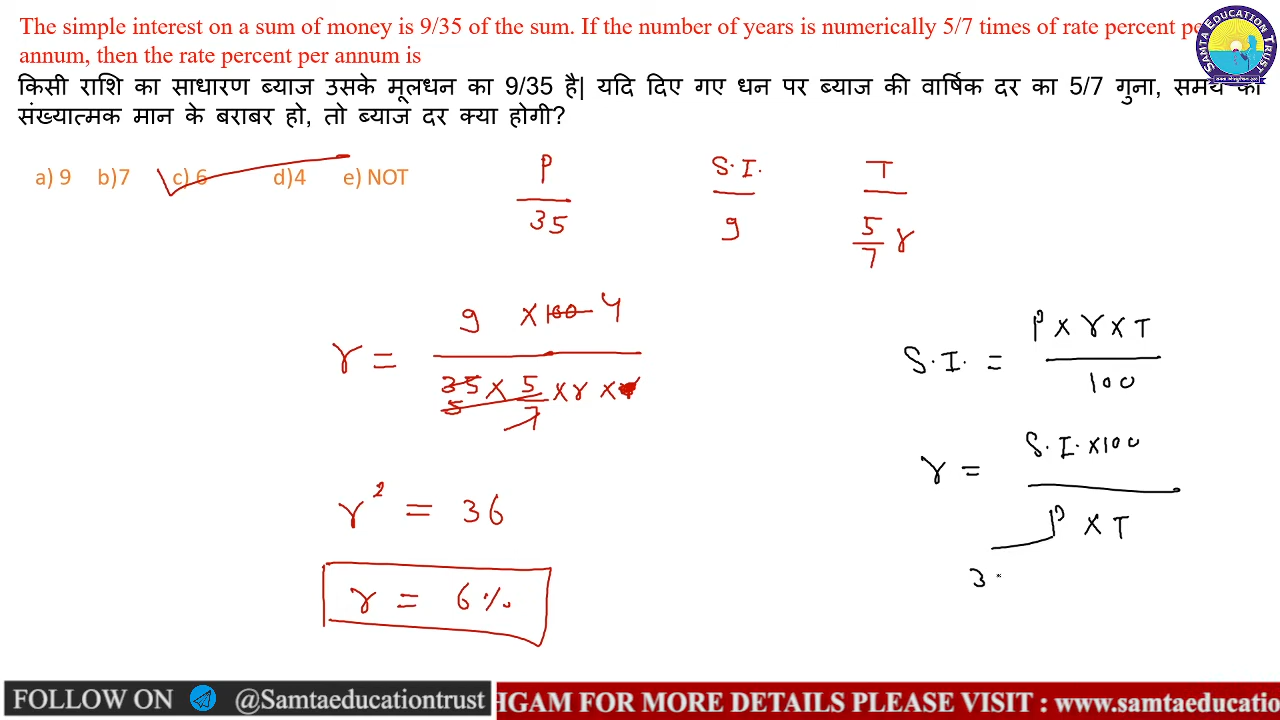 The simple interest on a sum of money is 9/35 of the sum. If the number of years is numerically 5/7 times of rate percent pe
annum, then the rate percent per annum is
किसी राशि का साधारण ब्याज उसके मूलधन का 9/35 है| यदि दिए गए धन पर ब्याज की वार्षिक दर का 5/7 गुना, समय का
संख्यात्मक मान के बराबर हो, तो ब्याज दर क्या होगी?
a) 9 b)7 c) 6 d)4 e) NOT
P S.I. T
35 9 5/7 r
r = 9 × 100 4
35 × 5/7 × r ×
5
r² = 36
r = 6%
S.I. = P × r × T
100
r = S.I. × 100
P × T
3
SAMTA EDUCATION TRUST
FOLLOW ON @Samtaeducationtrust HGAM FOR MORE DETAILS PLEASE VISIT : www.samtaeducatio